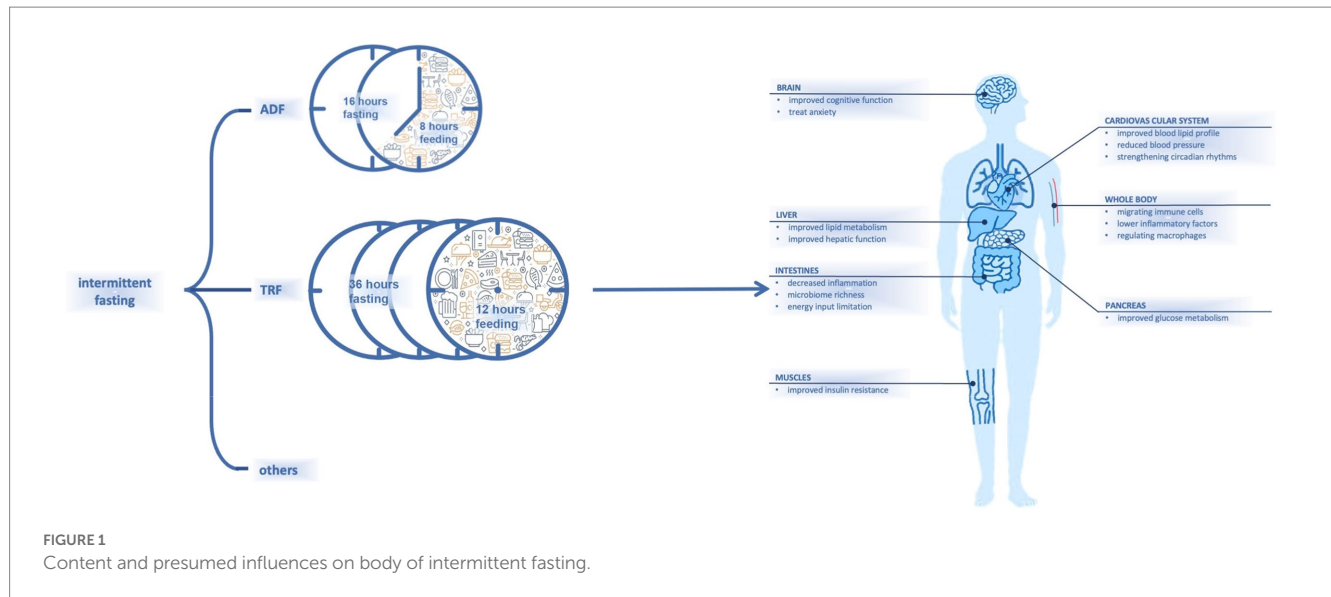 ADF
16 hours
fasting
8 hours
feeding
intermittent
fasting
TRF
36 hours
fasting
12 hours
feeding
others
BRAIN
• improved cognitive function
• treat anxiety
CARDIOVAS CULAR SYSTEM
• improved blood lipid profile
• reduced blood pressure
• strengthening circadian rhythms
WHOLE BODY
• migrating immune cells
• lower inflammatory factors
• regulating macrophages
LIVER
• improved lipid metabolism
• improved hepatic function
INTESTINES
• decreased inflammation
• microbiome richness
• energy input limitation
PANCREAS
• improved glucose metabolism
MUSCLES
• improved insulin resistance
FIGURE 1
Content and presumed influences on body of intermittent fasting.